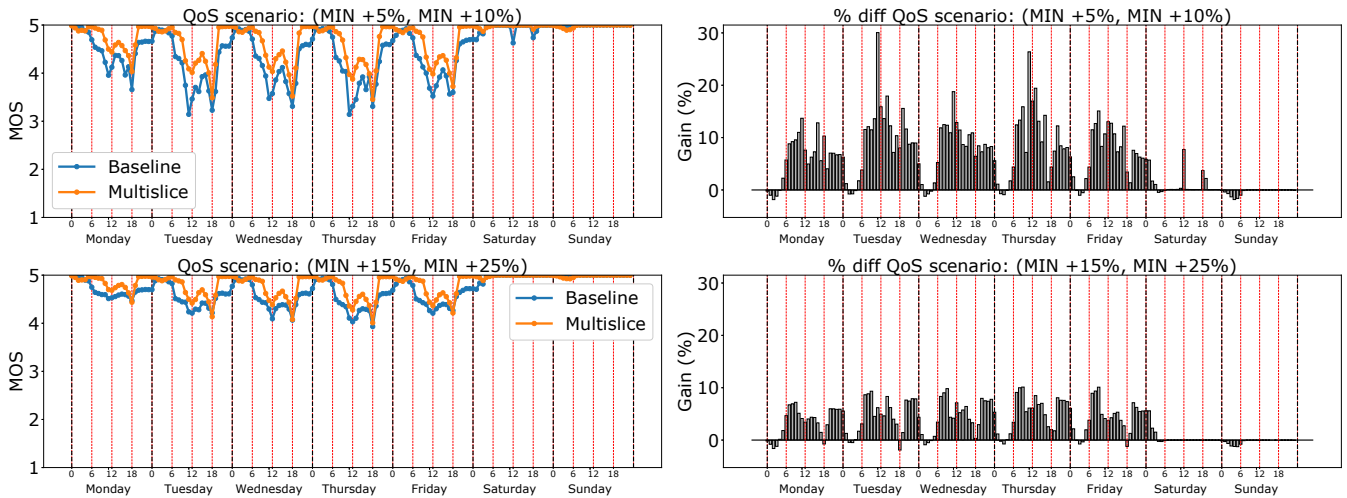 QoS scenario: (MIN +5%, MIN +10%)
MOS
5
4
3
2
1
Baseline
Multislice
0 6 12 18 0 6 12 18 0 6 12 18 0 6 12 18 0 6 12 18 0 6 12 18 0 6 12 18
Monday Tuesday Wednesday Thursday Friday Saturday Sunday
% diff QoS scenario: (MIN +5%, MIN +10%)
Gain (%)
30
20
10
0
0 6 12 18 0 6 12 18 0 6 12 18 0 6 12 18 0 6 12 18 0 6 12 18 0 6 12 18
Monday Tuesday Wednesday Thursday Friday Saturday Sunday
QoS scenario: (MIN +15%, MIN +25%)
MOS
5
4
3
2
1
Baseline
Multislice
0 6 12 18 0 6 12 18 0 6 12 18 0 6 12 18 0 6 12 18 0 6 12 18 0 6 12 18
Monday Tuesday Wednesday Thursday Friday Saturday Sunday
% diff QoS scenario: (MIN +15%, MIN +25%)
Gain (%)
30
20
10
0
0 6 12 18 0 6 12 18 0 6 12 18 0 6 12 18 0 6 12 18 0 6 12 18 0 6 12 18
Monday Tuesday Wednesday Thursday Friday Saturday Sunday